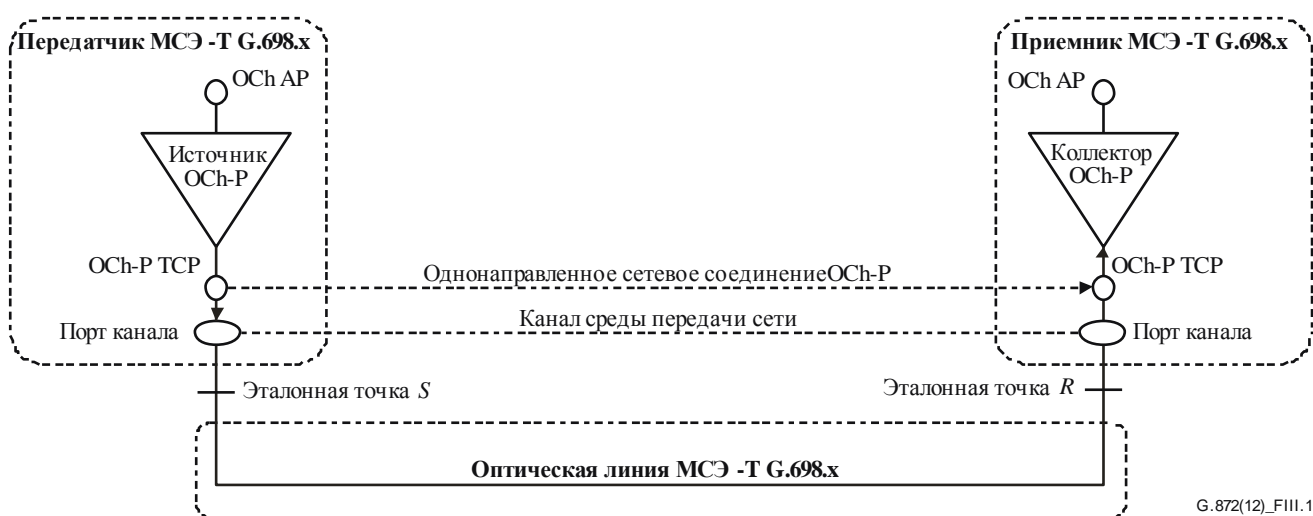 Передатчик МСЭ -Т G.698.x
Приемник МСЭ -Т G.698.x
OCh AP
OCh AP
Источник
OCh-P
Коллектор
OCh-P
OCh-P TCP
OCh-P TCP
Однонаправленное сетевое соединениеOCh-P
Порт канала
Канал среды передачи сети
Порт канала
Эталонная точка S
Эталонная точка R
Оптическая линия МСЭ -Т G.698.x
G.872(12)_FIII.1